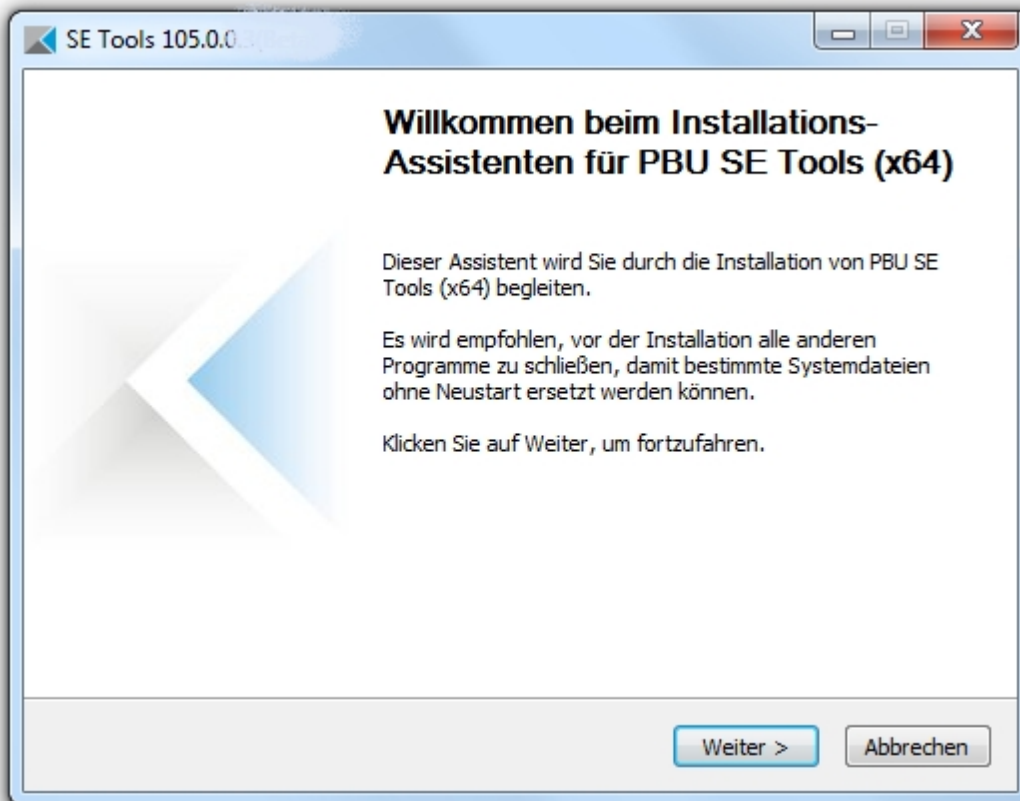 SE Tools 105.0.0.
Willkommen beim Installations-
Assistenten für PBU SE Tools (x64)
Dieser Assistent wird Sie durch die Installation von PBU SE
Tools (x64) begleiten.
Es wird empfohlen, vor der Installation alle anderen
Programme zu schließen, damit bestimmte Systemdateien
ohne Neustart ersetzt werden können.
Klicken Sie auf Weiter, um fortzufahren.
Weiter >
Abbrechen